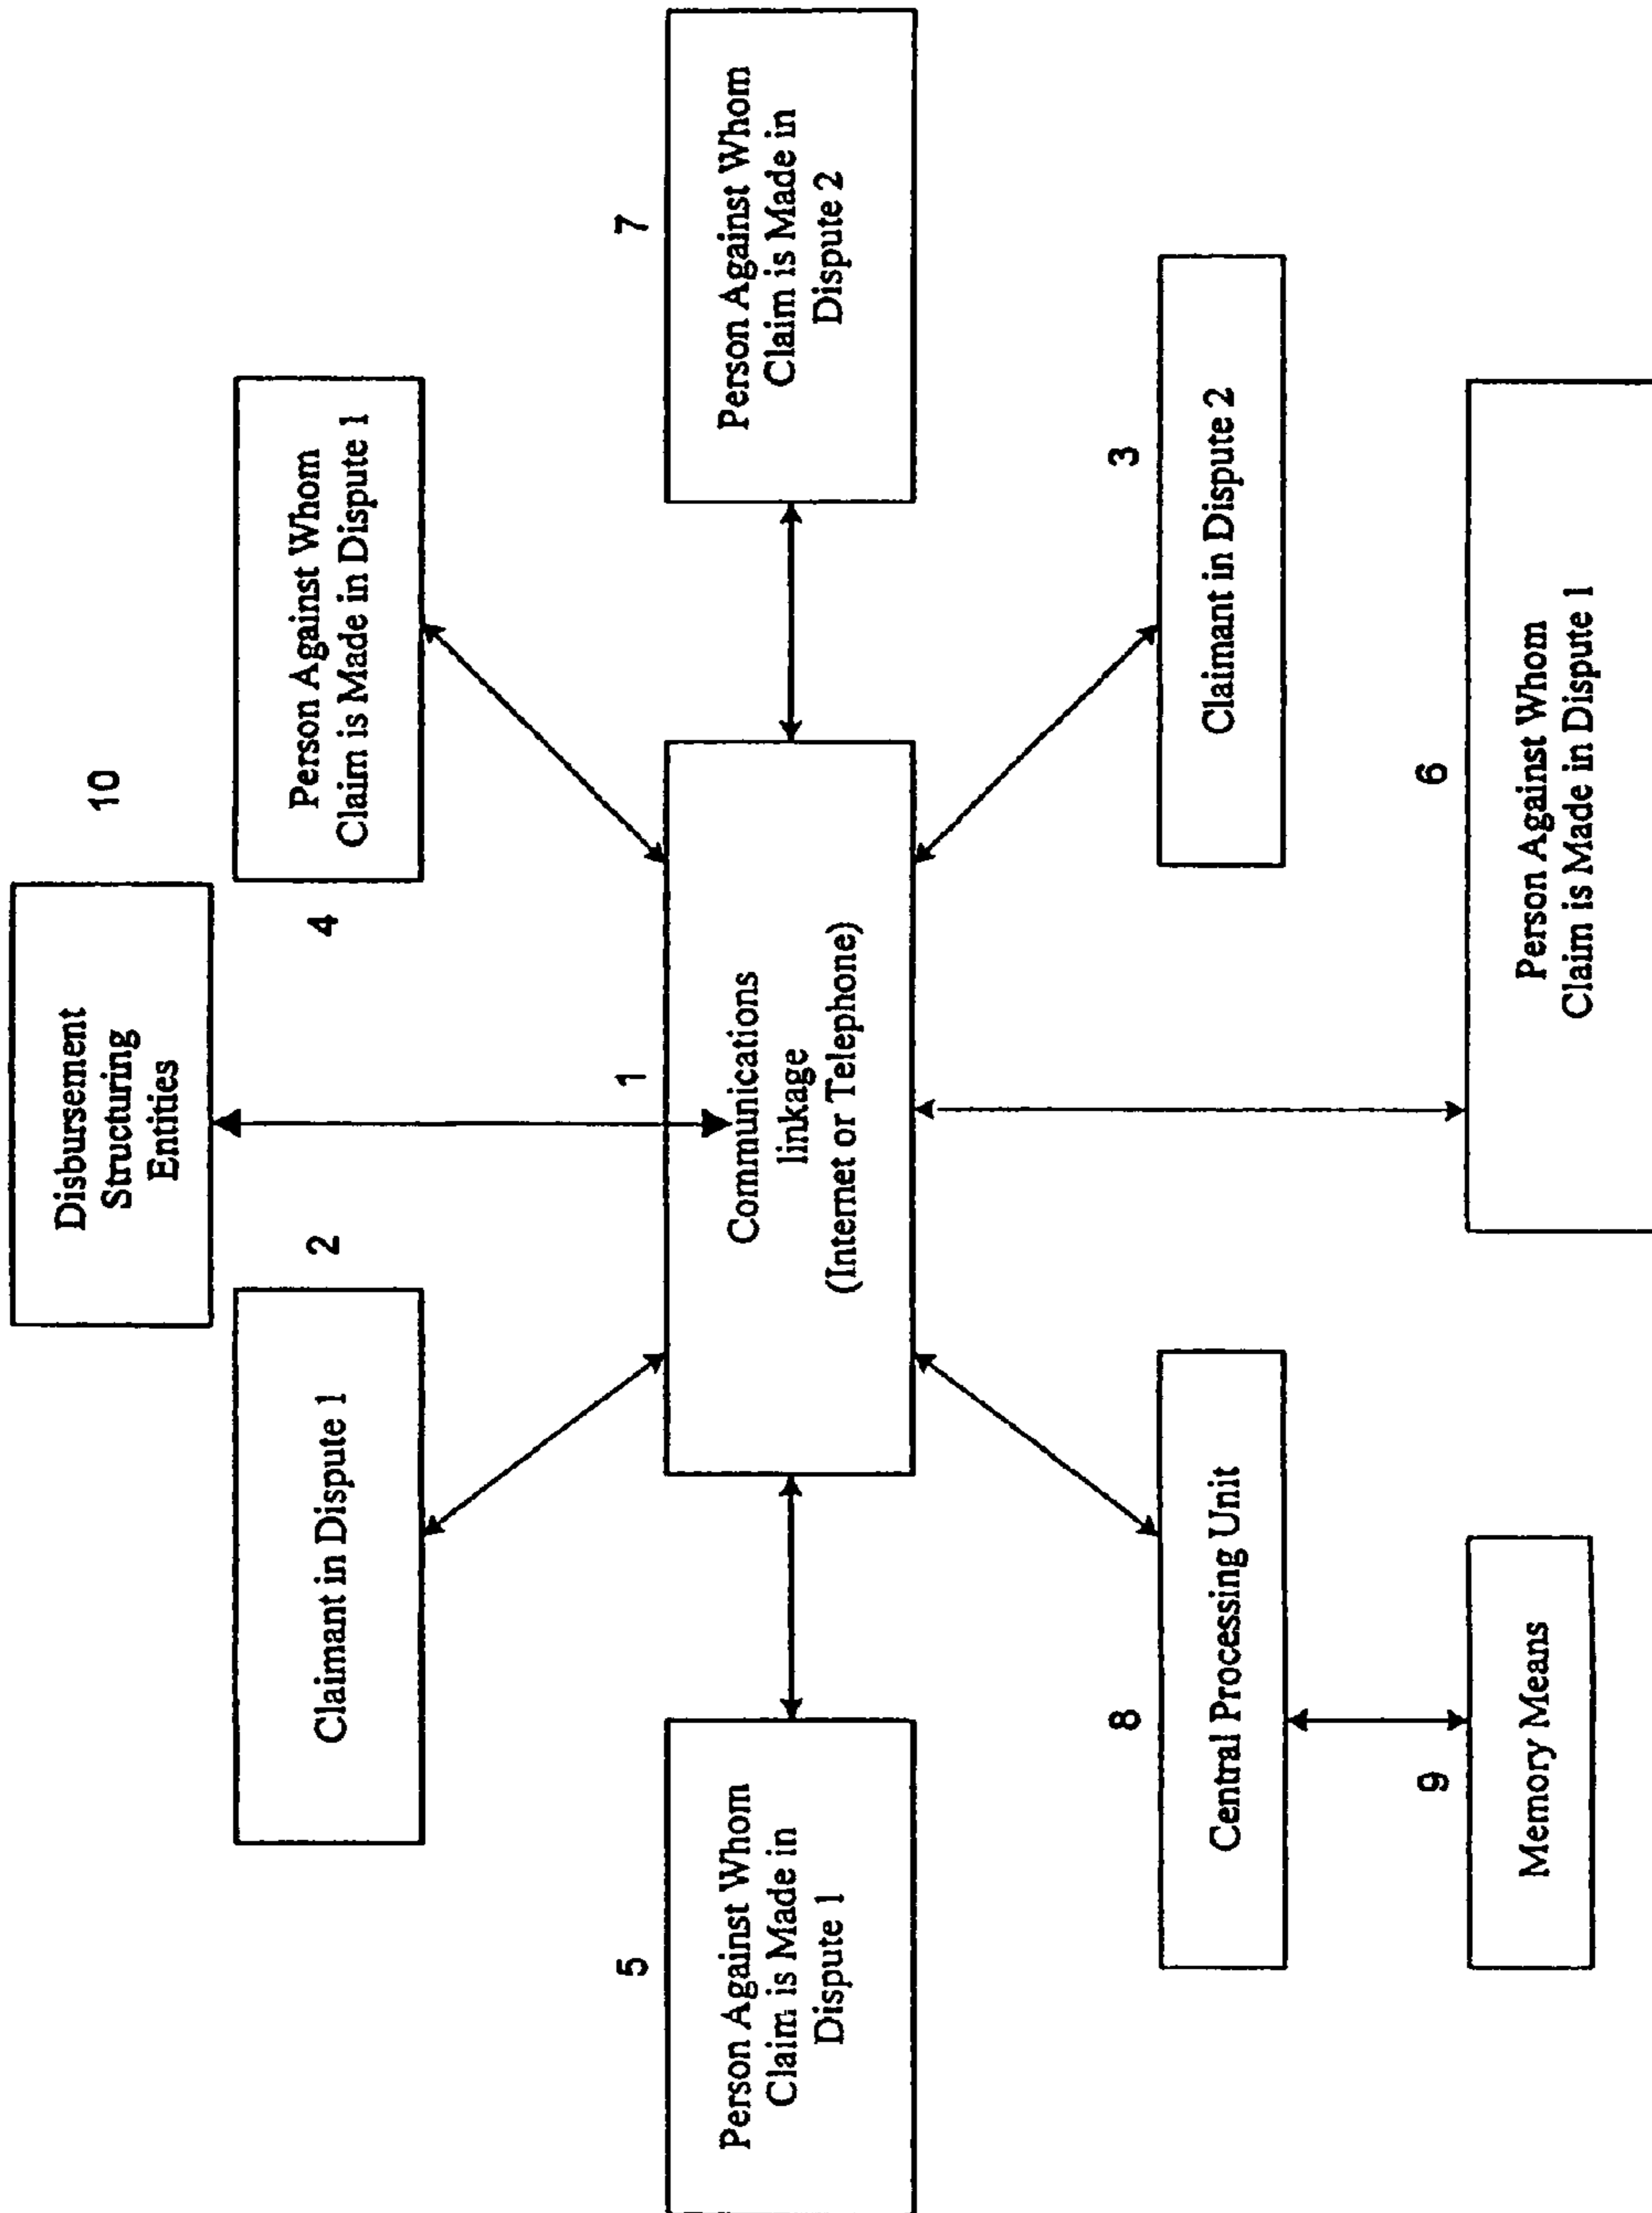 10
Disbursement
Structuring
Entities
2
Claimant in Dispute 1
4
Person Against Whom
Claim is Made in Dispute 1
5
Person Against Whom
Claim is Made in
Dispute 1
1
Communications
linkage
(Internet or Telephone)
7
Person Against Whom
Claim is Made in
Dispute 2
8
Central Processing Unit
3
Claimant in Dispute 2
9
Memory Means
6
Person Against Whom
Claim is Made in Dispute 1